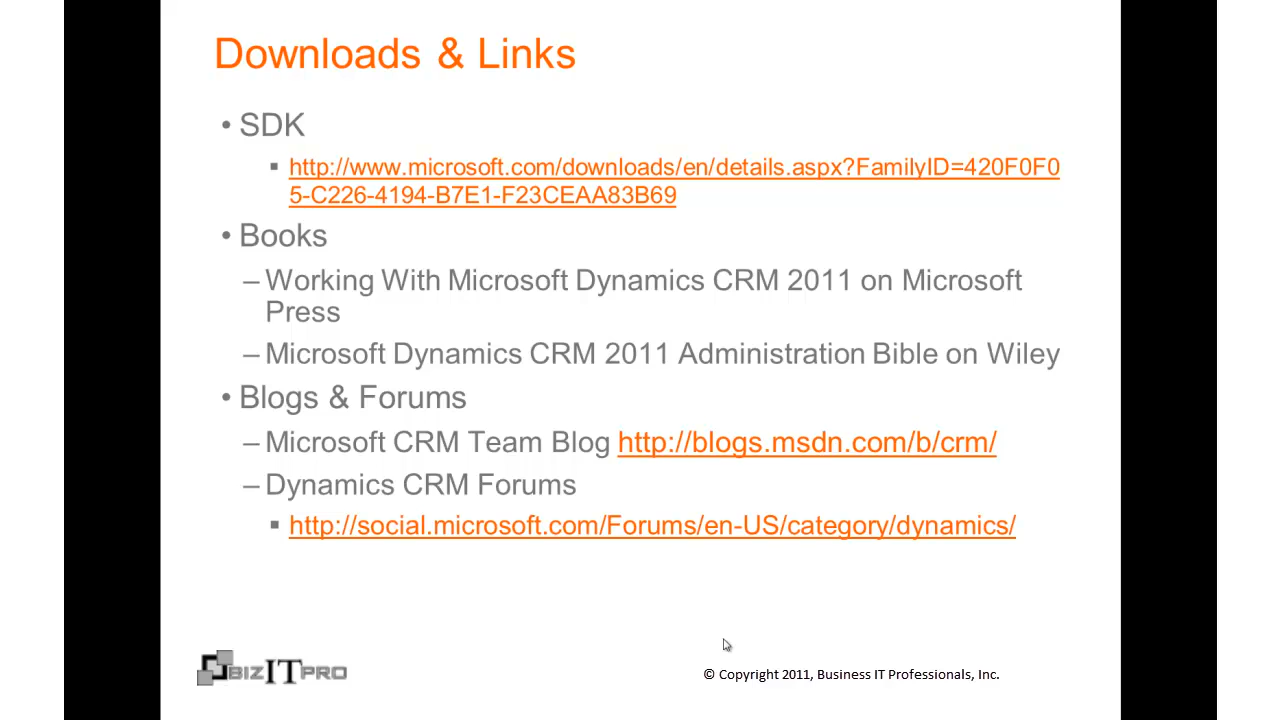 Downloads & Links
• SDK
▪ http://www.microsoft.com/downloads/en/details.aspx?FamilyID=420F0F0
5-C226-4194-B7E1-F23CEAA83B69
• Books
– Working With Microsoft Dynamics CRM 2011 on Microsoft
Press
– Microsoft Dynamics CRM 2011 Administration Bible on Wiley
• Blogs & Forums
– Microsoft CRM Team Blog http://blogs.msdn.com/b/crm/
– Dynamics CRM Forums
▪ http://social.microsoft.com/Forums/en-US/category/dynamics/
BIZITPRO
© Copyright 2011, Business IT Professionals, Inc.